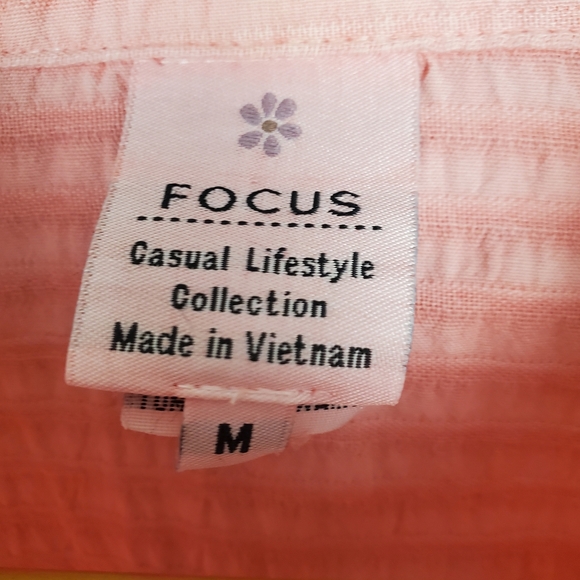 FOCUS
Casual Lifestyle
Collection
Made in Vietnam
M